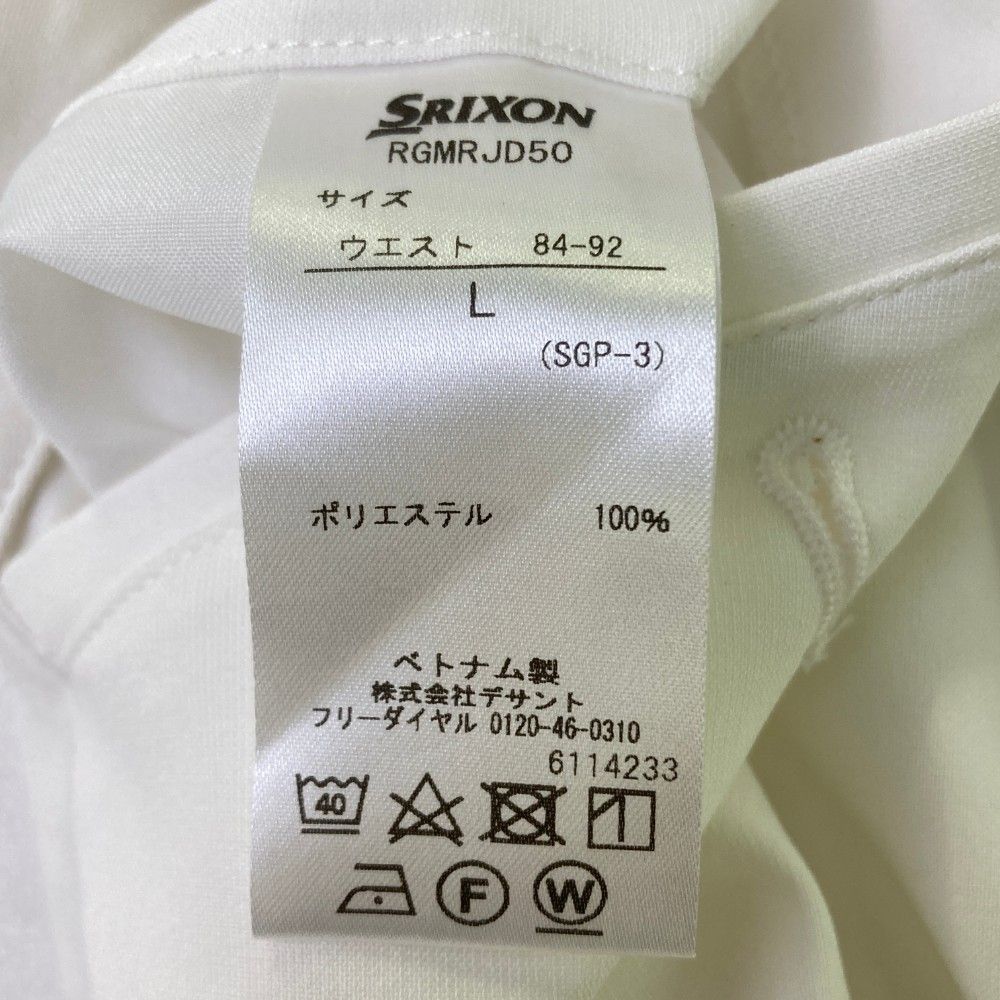 SRIXON
RGMRJD50
サイズ
ウエスト 84-92
L
(SGP-3)
ポリエステル 100%
ベトナム製
株式会社デサント
フリーダイヤル 0120-46-0310
6114233
40
F W